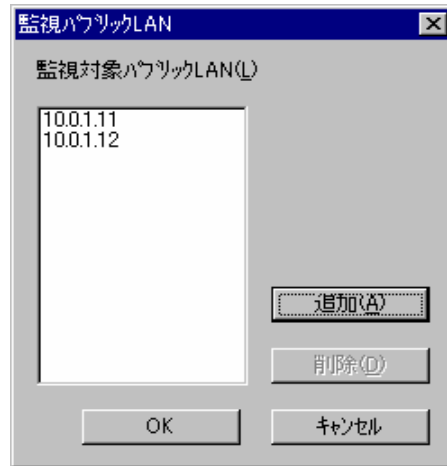 監視ﾊﾟﾌﾞﾘｯｸLAN
監視対象ﾊﾟﾌﾞﾘｯｸLAN(L)
10.0.1.11
10.0.1.12
追加(A)
削除(D)
OK
ｷｬﾝｾﾙ